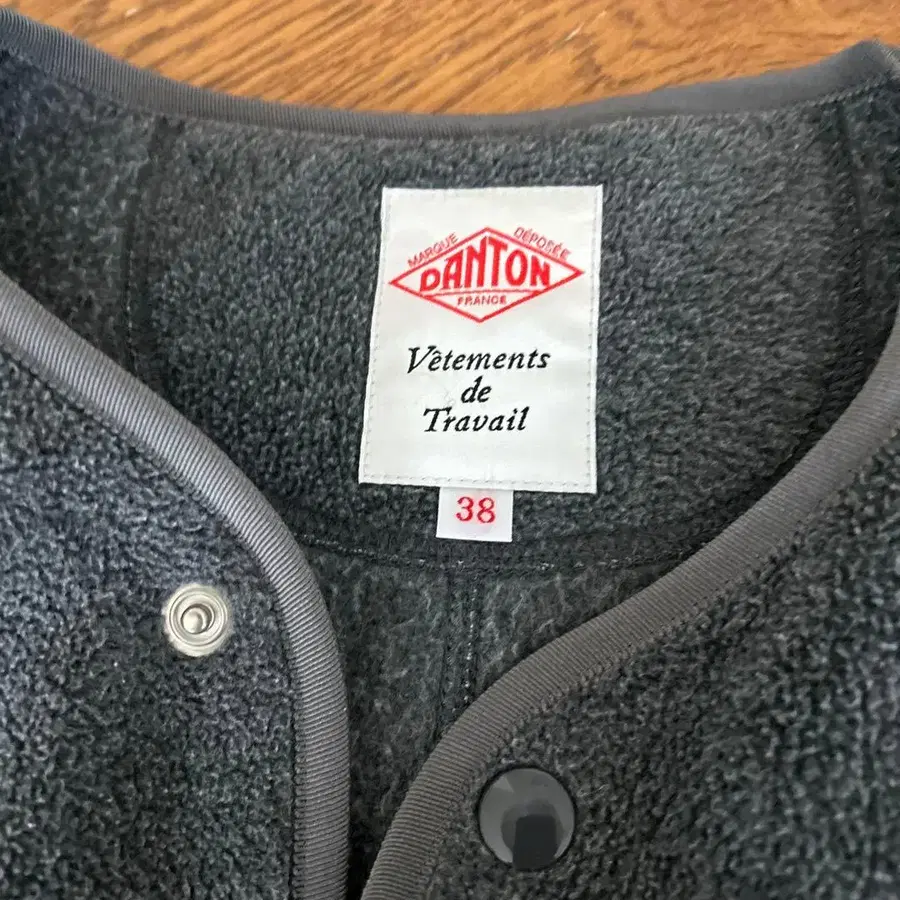 MARQUE DÉPOSÉE
DANTON
FRANCE
Vêtements
de
Travail
38